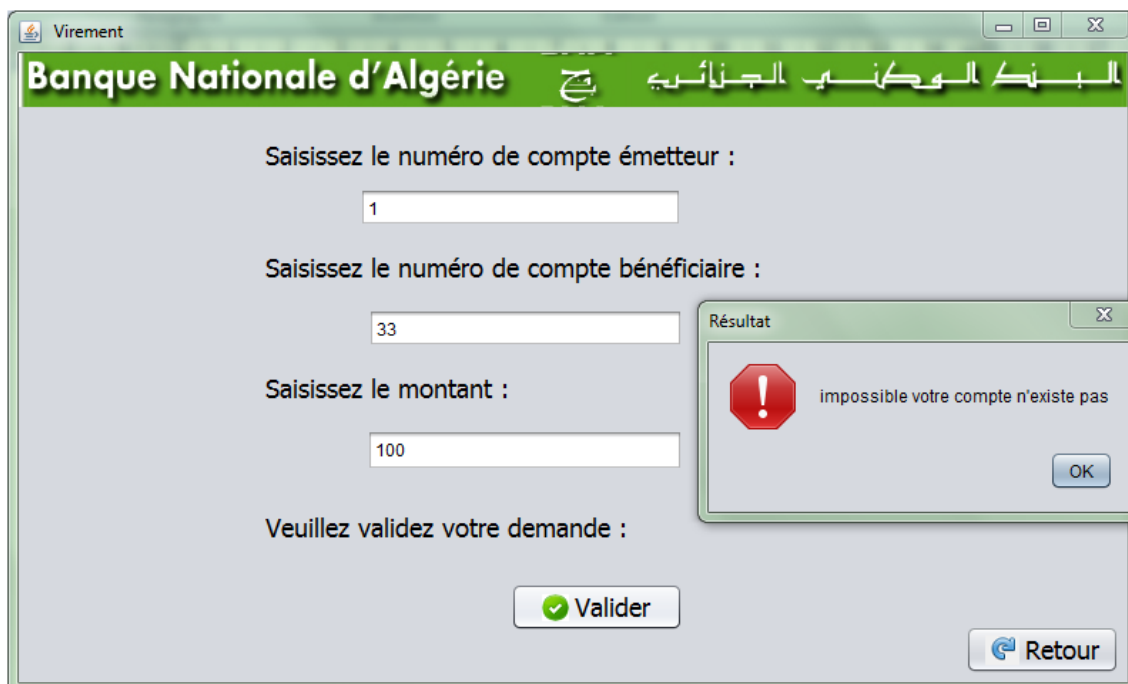 Virement
Banque Nationale d'Algérie البنك الوطني الجزائري
Saisissez le numéro de compte émetteur :
1
Saisissez le numéro de compte bénéficiaire :
33
Résultat
impossible votre compte n'existe pas
OK
Saisissez le montant :
100
Veuillez validez votre demande :
Valider
Retour